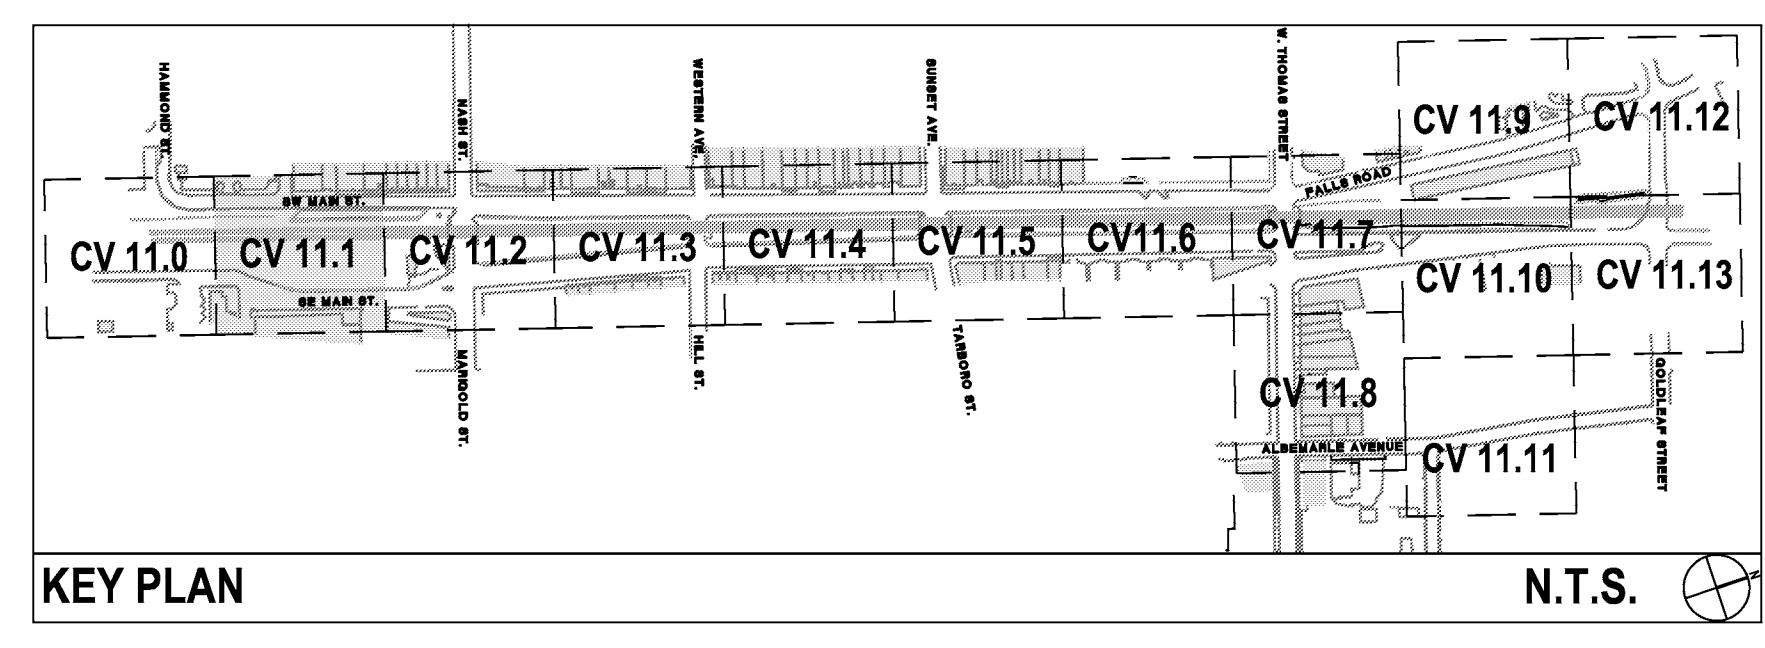 HAMMOND ST.
NASH ST.
WESTERN AVE.
SUNSET AVE.
W. THOMAS STREET
CV 11.9
CV 11.12
FALLS ROAD
SW MAIN ST.
CV 11.0
CV 11.1
CV 11.2
CV 11.3
CV 11.4
CV 11.5
CV11.6
CV 11.7
CV 11.10
CV 11.13
SE MAIN ST.
MARIGOLD ST.
HILL ST.
TARBORO ST.
CV 11.8
GOLDLEAF STREET
ALBEMARLE AVENUE
CV 11.11
KEY PLAN
N.T.S.
N